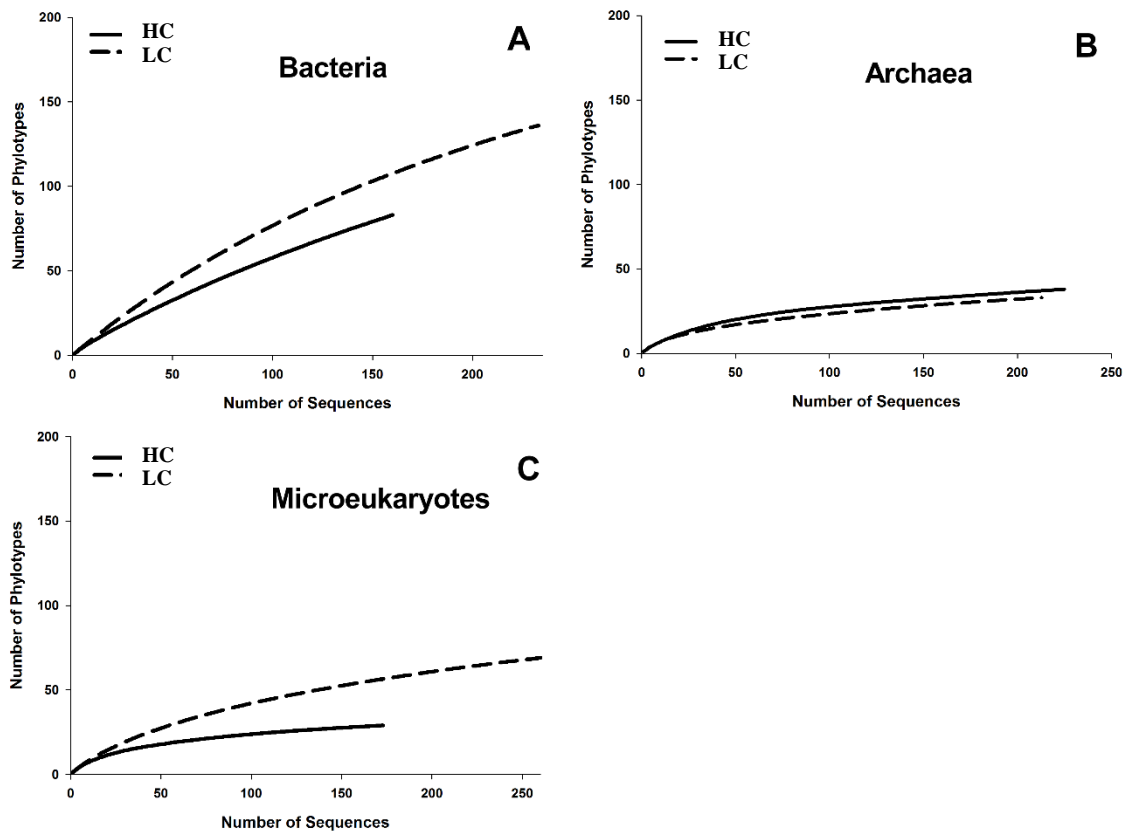 HC
LC
A
Bacteria
Number of Phylotypes
200
150
100
50
0
0 50 100 150 200
Number of Sequences
HC
LC
B
Archaea
Number of Phylotypes
200
150
100
50
0
0 50 100 150 200 250
Number of Sequences
HC
LC
C
Microeukaryotes
Number of Phylotypes
200
150
100
50
0
0 50 100 150 200 250
Number of Sequences